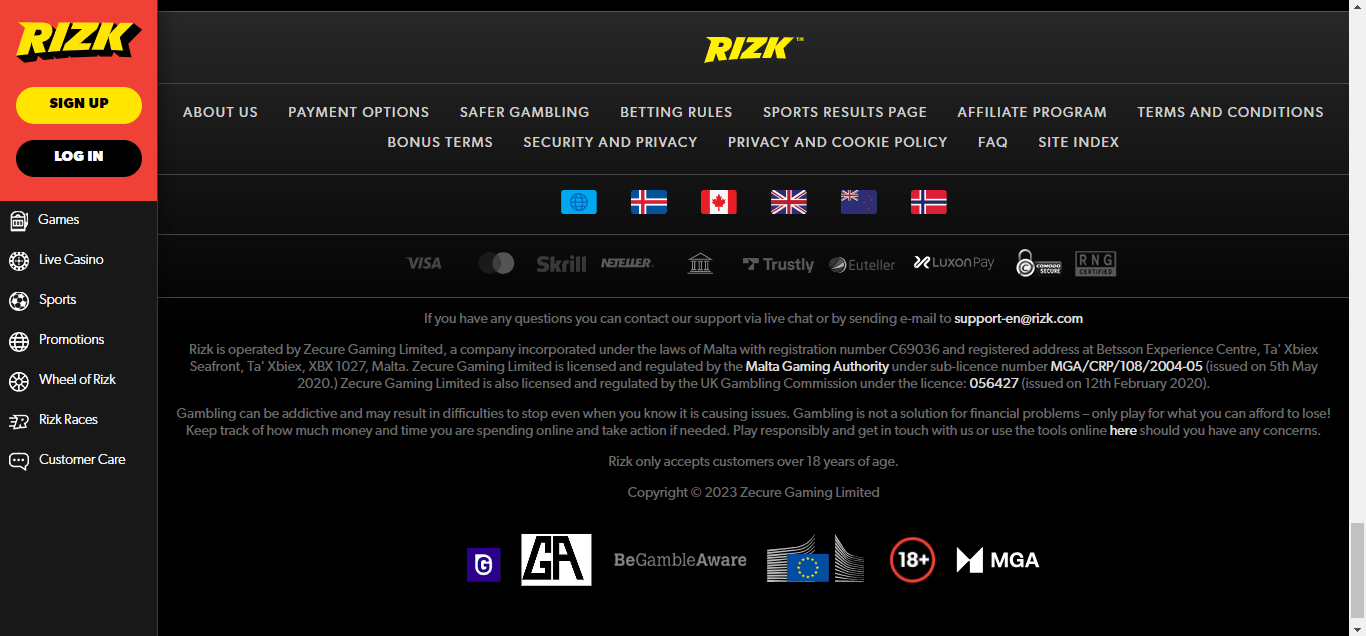 RIZK
SIGN UP
LOG IN
Games
Live Casino
Sports
Promotions
Wheel of Rizk
Rizk Races
Customer Care
RIZK™
ABOUT US PAYMENT OPTIONS SAFER GAMBLING BETTING RULES SPORTS RESULTS PAGE AFFILIATE PROGRAM TERMS AND CONDITIONS
BONUS TERMS SECURITY AND PRIVACY PRIVACY AND COOKIE POLICY FAQ SITE INDEX
VISA Skrill NETELLER Trustly Euteller LuxonPay COMODO SECURE RNG CERTIFIED
If you have any questions you can contact our support via live chat or by sending e-mail to support-en@rizk.com
Rizk is operated by Zecure Gaming Limited, a company incorporated under the laws of Malta with registration number C69036 and registered address at Betsson Experience Centre, Ta' Xbiex
Seafront, Ta' Xbiex, XBX 1027, Malta. Zecure Gaming Limited is licensed and regulated by the Malta Gaming Authority under sub-licence number MGA/CRP/108/2004-05 (issued on 5th May
2020.) Zecure Gaming Limited is also licensed and regulated by the UK Gambling Commission under the licence: 056427 (issued on 12th February 2020).
Gambling can be addictive and may result in difficulties to stop even when you know it is causing issues. Gambling is not a solution for financial problems – only play for what you can afford to lose!
Keep track of how much money and time you are spending online and take action if needed. Play responsibly and get in touch with us or use the tools online here should you have any concerns.
Rizk only accepts customers over 18 years of age.
Copyright © 2023 Zecure Gaming Limited
G GA BeGambleAware 18+ MGA